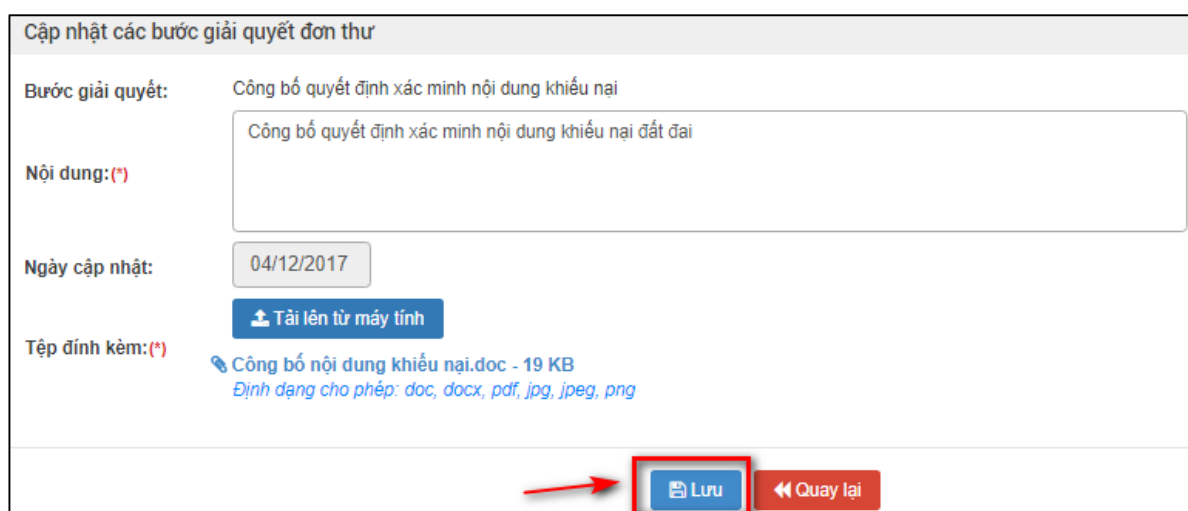 Cập nhật các bước giải quyết đơn thư
Bước giải quyết: Công bố quyết định xác minh nội dung khiếu nại
Công bố quyết định xác minh nội dung khiếu nại đất đai
Nội dung:(*)
Ngày cập nhật: 04/12/2017
Tải lên từ máy tính
Tệp đính kèm:(*)
Công bố nội dung khiếu nại.doc - 19 KB
Định dạng cho phép: doc, docx, pdf, jpg, jpeg, png
Lưu Quay lại